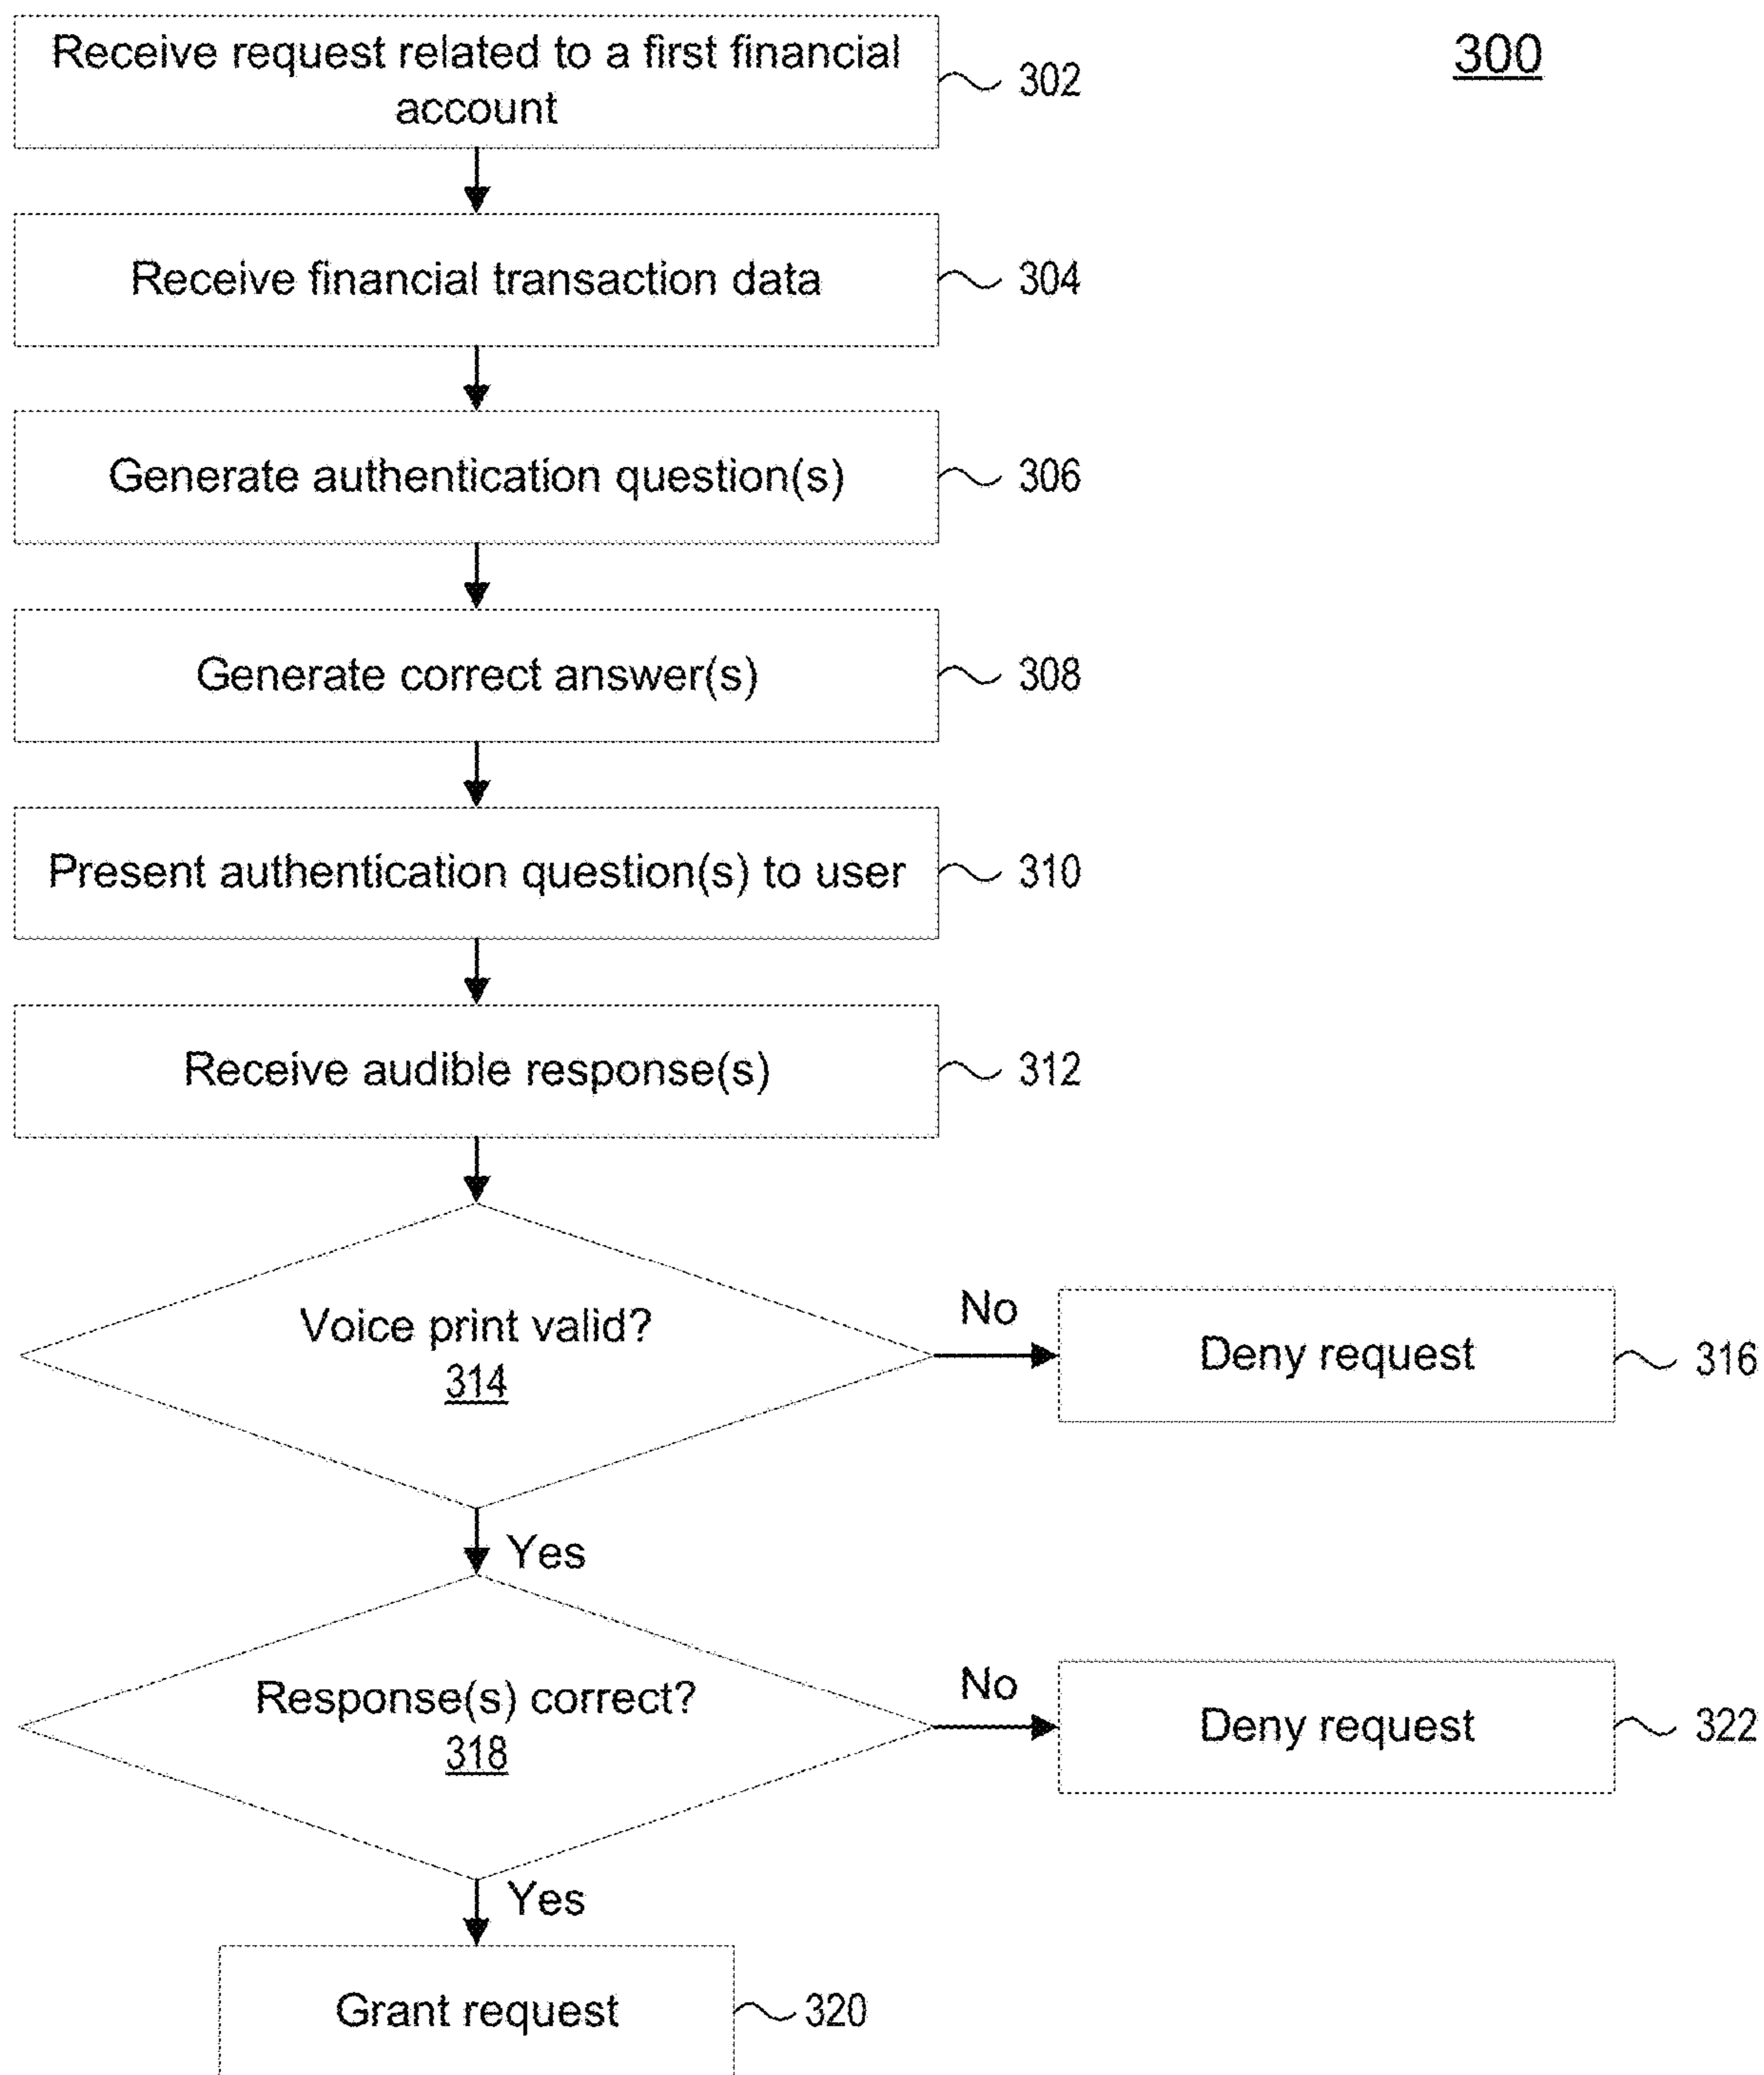 300
Receive request related to a first financial
account
302
Receive financial transaction data
304
Generate authentication question(s)
306
Generate correct answer(s)
308
Present authentication question(s) to user
310
Receive audible response(s)
312
Voice print valid?
314
No
Deny request
316
Yes
Response(s) correct?
318
No
Deny request
322
Yes
Grant request
320